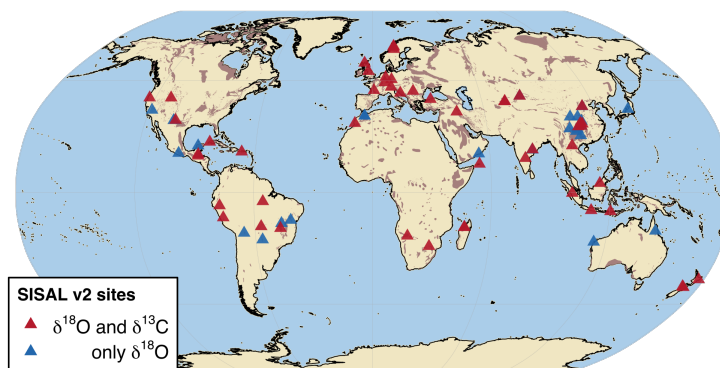 SISAL v2 sites
δ¹⁸O and δ¹³C
only δ¹⁸O